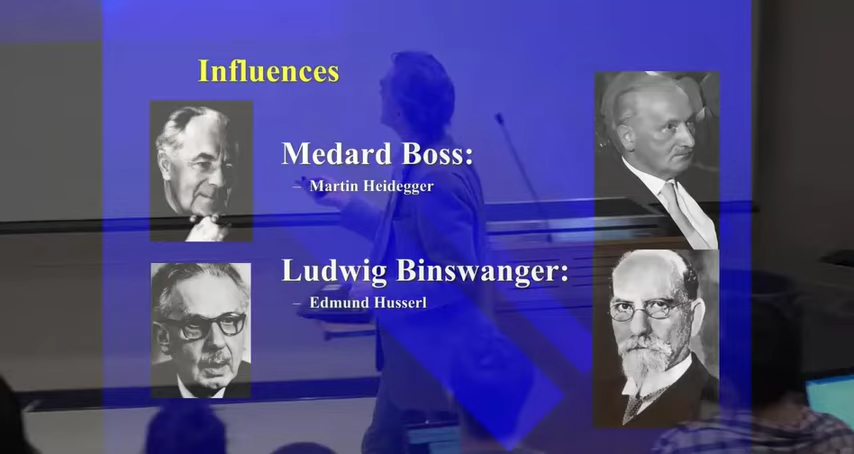 Influences
Medard Boss:
– Martin Heidegger
Ludwig Binswanger:
– Edmund Husserl